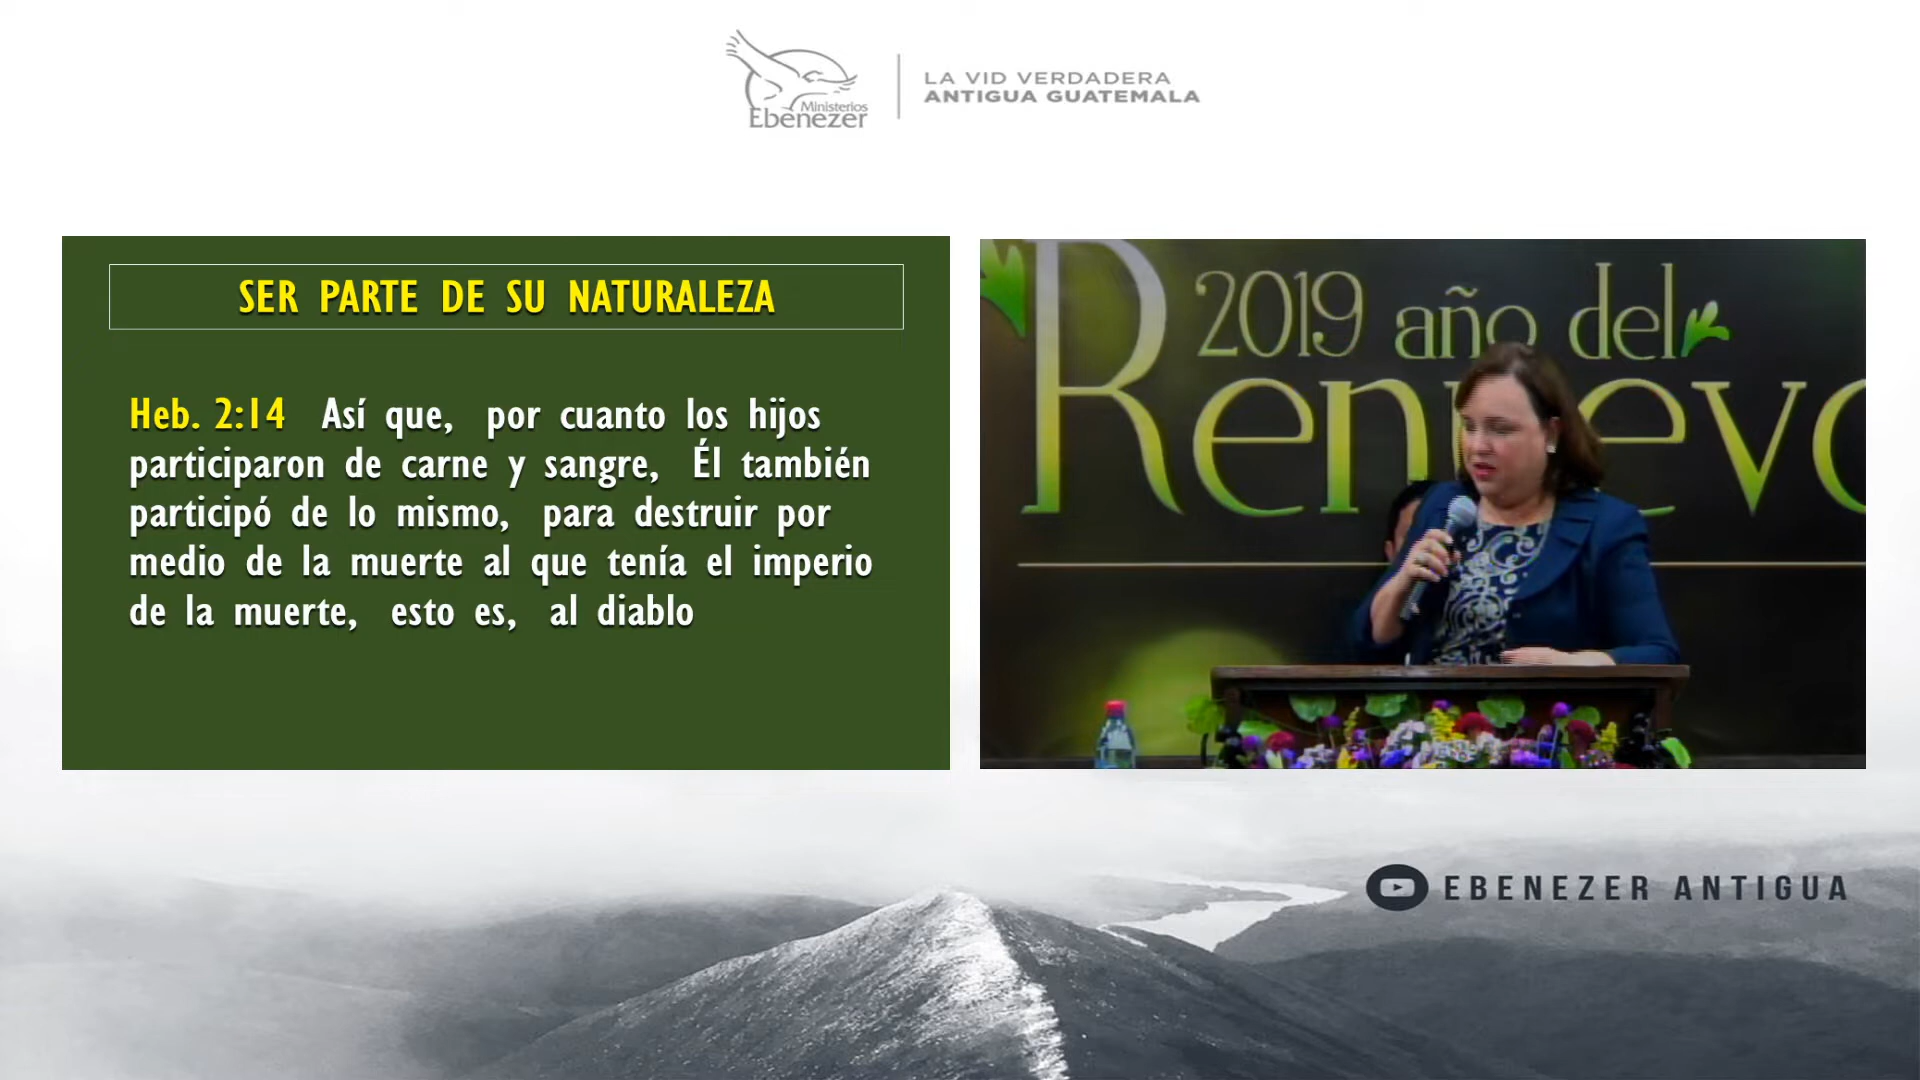 Ministerios
Ebenezer
LA VID VERDADERA
ANTIGUA GUATEMALA
SER PARTE DE SU NATURALEZA
Heb. 2:14 Así que, por cuanto los hijos
participaron de carne y sangre, Él también
participó de lo mismo, para destruir por
medio de la muerte al que tenía el imperio
de la muerte, esto es, al diablo
2019 año del
Renuevo
EBENEZER ANTIGUA